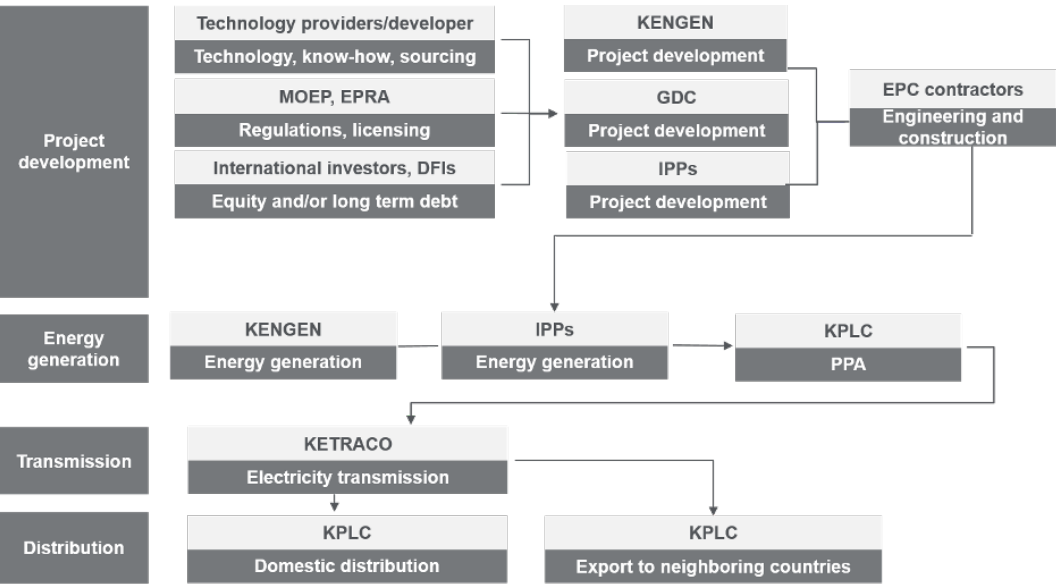 Project
development
Technology providers/developer
Technology, know-how, sourcing
MOEP, EPRA
Regulations, licensing
International investors, DFIs
Equity and/or long term debt
KENGEN
Project development
GDC
Project development
IPPs
Project development
EPC contractors
Engineering and
construction
Energy
generation
KENGEN
Energy generation
IPPs
Energy generation
KPLC
PPA
Transmission
KETRACO
Electricity transmission
Distribution
KPLC
Domestic distribution
KPLC
Export to neighboring countries